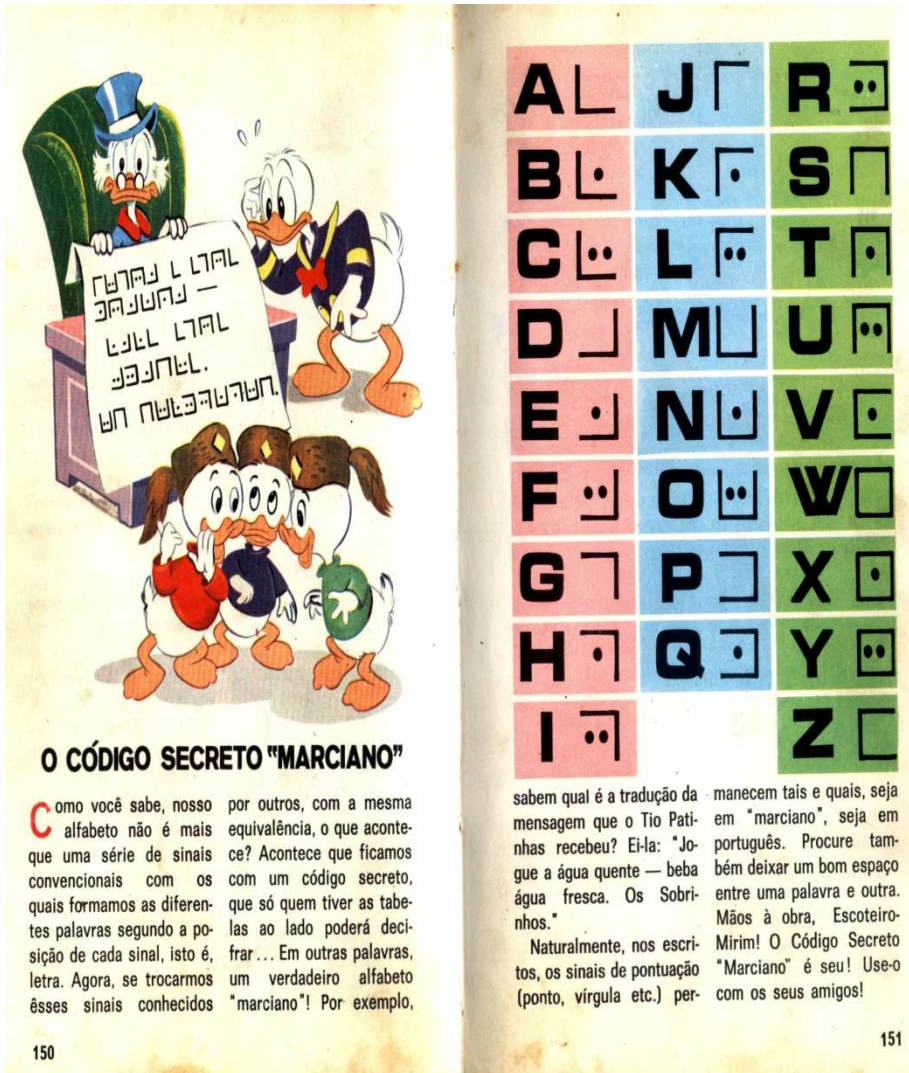 O CÓDIGO SECRETO "MARCIANO"
Como você sabe, nosso
alfabeto não é mais
que uma série de sinais
convencionais com os
quais formamos as diferen-
tes palavras segundo a po-
sição de cada sinal, isto é,
letra. Agora, se trocarmos
êsses sinais conhecidos
por outros, com a mesma
equivalência, o que aconte-
ce? Acontece que ficamos
com um código secreto,
que só quem tiver as tabe-
las ao lado poderá deci-
frar... Em outras palavras,
um verdadeiro alfabeto
"marciano"! Por exemplo,
150
A
B
C
D
E
F
G
H
I
J
K
L
M
N
O
P
Q
R
S
T
U
V
W
X
Y
Z
sabem qual é a tradução da
mensagem que o Tio Pati-
nhas recebeu? Ei-la: "Jo-
gue a água quente — beba
água fresca. Os Sobri-
nhos."
Naturalmente, nos escri-
tos, os sinais de pontuação
(ponto, vírgula etc.) per-
manecem tais e quais, seja
em "marciano", seja em
português. Procure tam-
bém deixar um bom espaço
entre uma palavra e outra.
Mãos à obra, Escoteiro-
Mirim! O Código Secreto
"Marciano" é seu! Use-o
com os seus amigos!
151